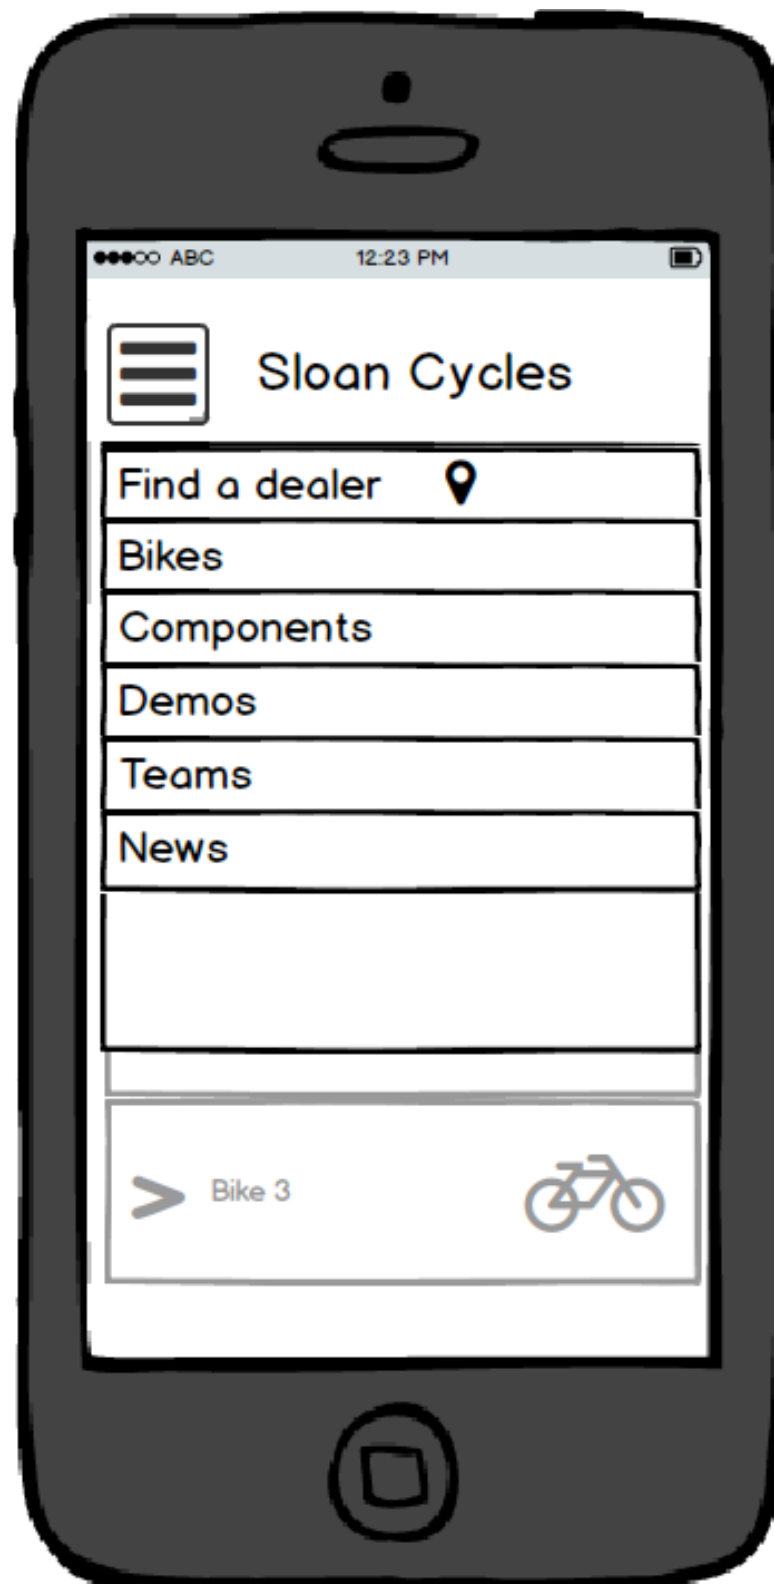 ABC 12:23 PM
Sloan Cycles
Find a dealer
Bikes
Components
Demos
Teams
News
> Bike 3